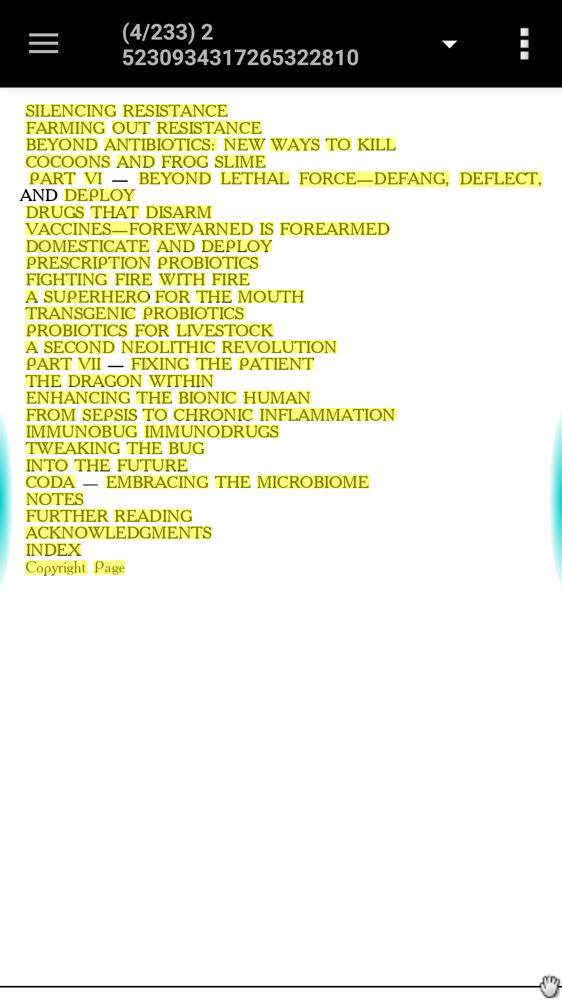 (4/233) 2
5230934317265322810
SILENCING RESISTANCE
FARMING OUT RESISTANCE
BEYOND ANTIBIOTICS: NEW WAYS TO KILL
COCOONS AND FROG SLIME
PART VI — BEYOND LETHAL FORCE—DEFANG, DEFLECT,
AND DEPLOY
DRUGS THAT DISARM
VACCINES—FOREWARNED IS FOREARMED
DOMESTICATE AND DEPLOY
PRESCRIPTION PROBIOTICS
FIGHTING FIRE WITH FIRE
A SUPERHERO FOR THE MOUTH
TRANSGENIC PROBIOTICS
PROBIOTICS FOR LIVESTOCK
A SECOND NEOLITHIC REVOLUTION
PART VII — FIXING THE PATIENT
THE DRAGON WITHIN
ENHANCING THE BIONIC HUMAN
FROM SEPSIS TO CHRONIC INFLAMMATION
IMMUNOBUG IMMUNODRUGS
TWEAKING THE BUG
INTO THE FUTURE
CODA — EMBRACING THE MICROBIOME
NOTES
FURTHER READING
ACKNOWLEDGMENTS
INDEX
Copyright Page